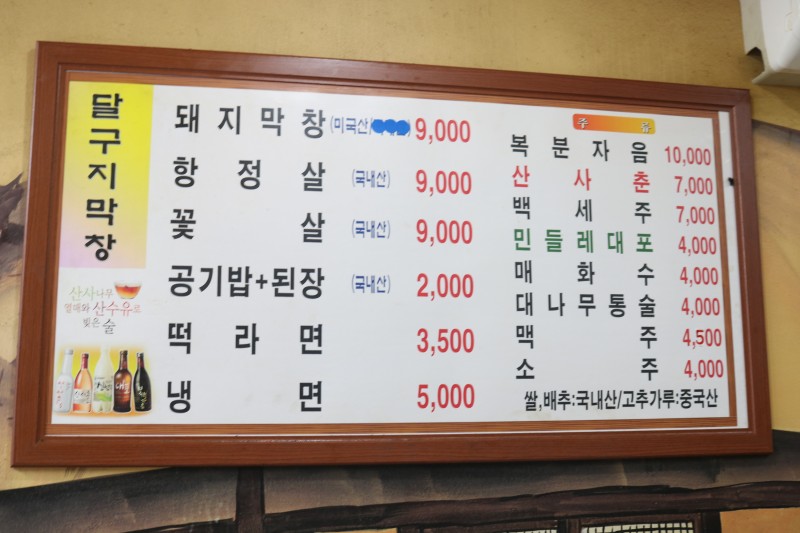 달구지막창
산사나무
열매와 산수유로
빚은 술
돼지막창 (미국산/ 9,000
항정살 (국내산) 9,000
꽃살 (국내산) 9,000
공기밥+된장 (국내산) 2,000
떡라면 3,500
냉면 5,000
주류
복분자음 10,000
산사춘 7,000
백세주 7,000
민들레대포 4,000
매화수 4,000
대나무통술 4,000
맥주 4,500
소주 4,000
쌀,배추:국내산/고추가루:중국산